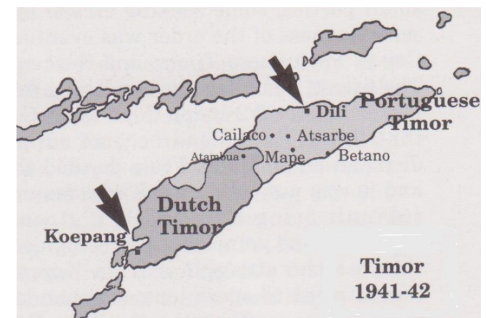 Dili
Portuguese
Timor
Cailaco
Atsarbe
Atambua
Mape
Betano
Dutch
Timor
Koepang
Timor
1941-42